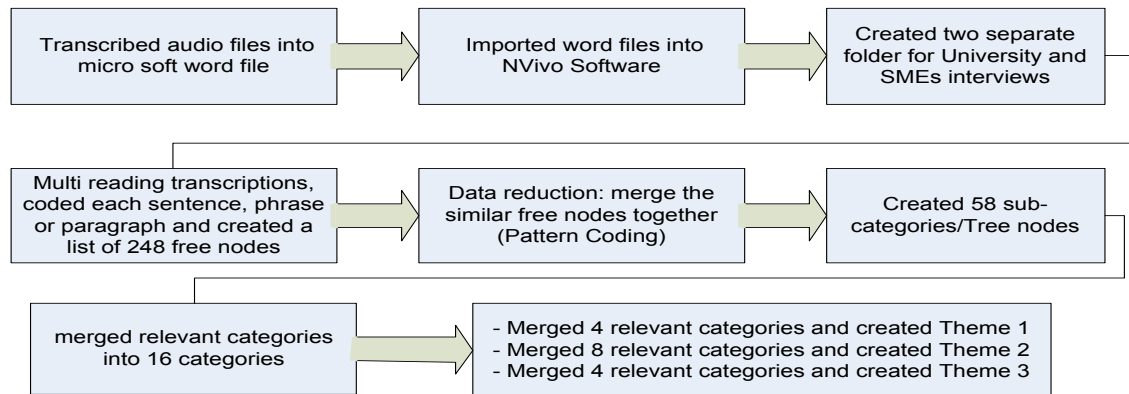 Transcribed audio files into
micro soft word file
Imported word files into
NVivo Software
Created two separate
folder for University and
SMEs interviews
Multi reading transcriptions,
coded each sentence, phrase
or paragraph and created a
list of 248 free nodes
Data reduction: merge the
similar free nodes together
(Pattern Coding)
Created 58 sub-
categories/Tree nodes
merged relevant categories
into 16 categories
- Merged 4 relevant categories and created Theme 1
- Merged 8 relevant categories and created Theme 2
- Merged 4 relevant categories and created Theme 3